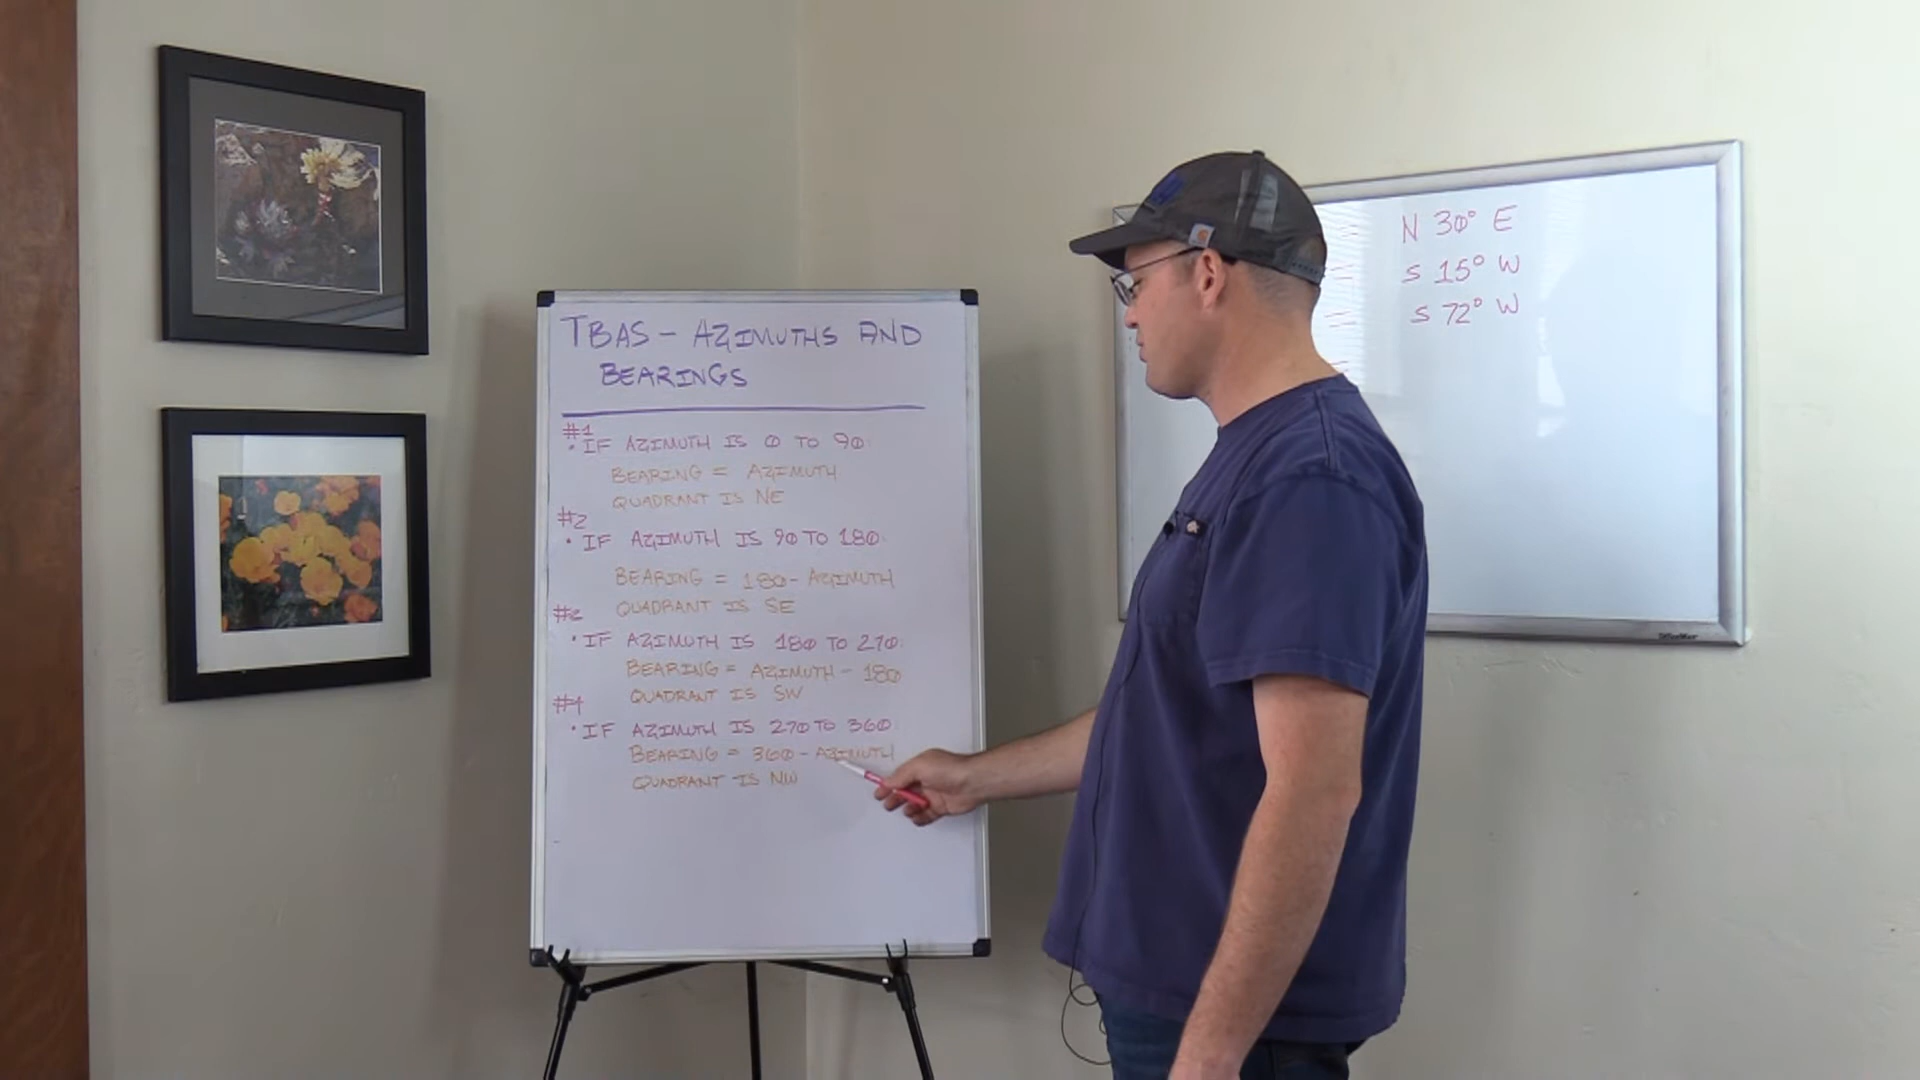 TBAS - AZIMUTHS AND
BEARINGS
#1
• IF AZIMUTH IS 0 TO 90:
BEARING = AZIMUTH
QUADRANT IS NE
#2
• IF AZIMUTH IS 90 TO 180:
BEARING = 180 - AZIMUTH
QUADRANT IS SE
#3
• IF AZIMUTH IS 180 TO 270:
BEARING = AZIMUTH - 180
QUADRANT IS SW
#4
• IF AZIMUTH IS 270 TO 360:
BEARING = 360 - AZIMUTH
QUADRANT IS NW
N 30° E
S 15° W
S 72° W